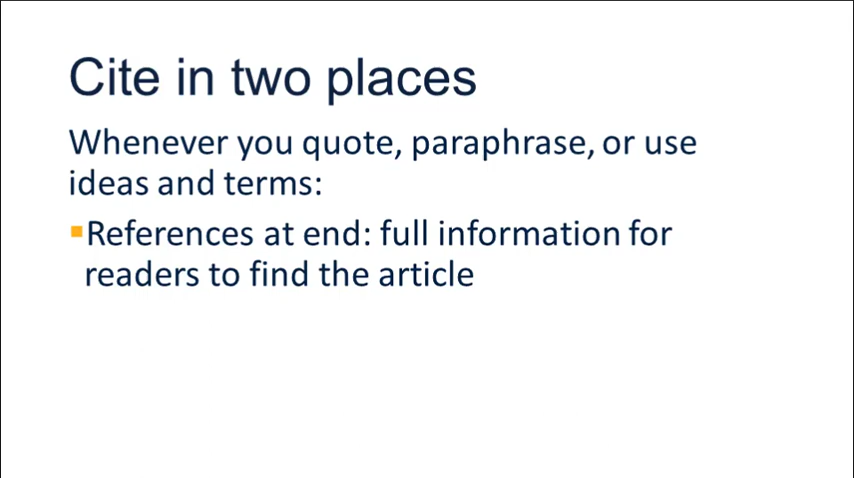 Cite in two places
Whenever you quote, paraphrase, or use
ideas and terms:
▪References at end: full information for
readers to find the article